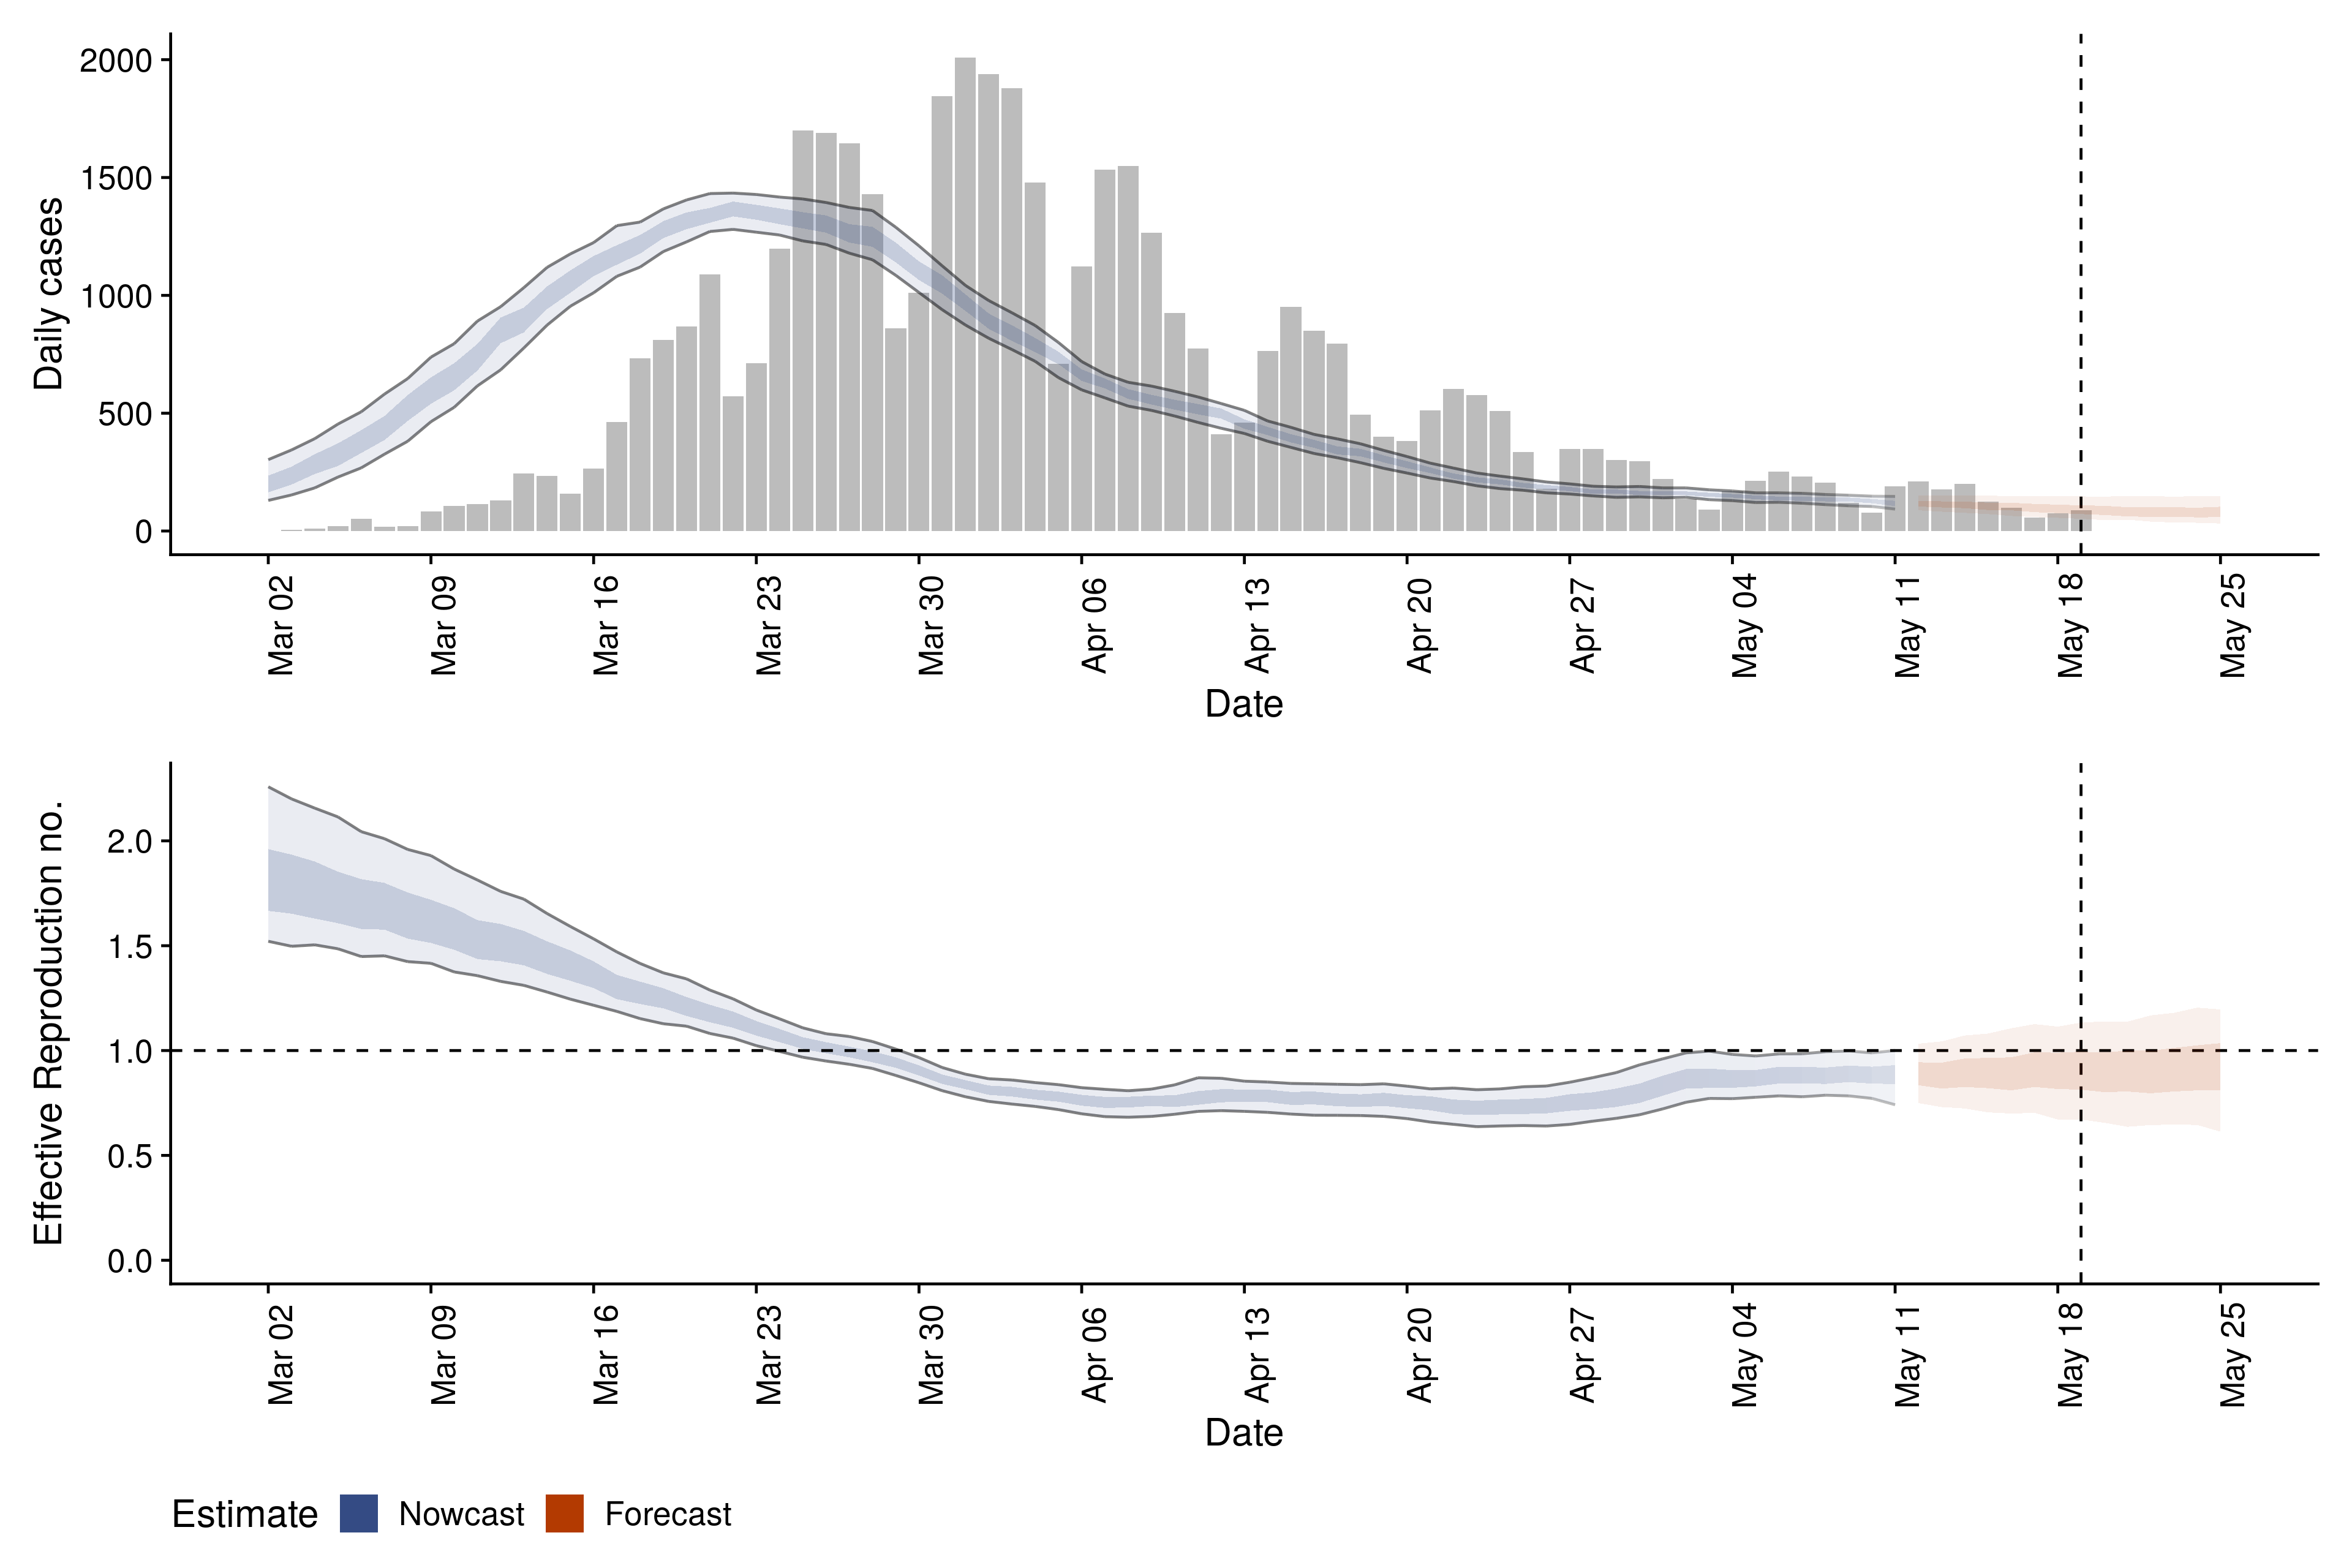 Daily cases
2000
1500
1000
500
0
Mar 02
Mar 09
Mar 16
Mar 23
Mar 30
Apr 06
Apr 13
Apr 20
Apr 27
May 04
May 11
May 18
May 25
Date
Effective Reproduction no.
2.0
1.5
1.0
0.5
0.0
Mar 02
Mar 09
Mar 16
Mar 23
Mar 30
Apr 06
Apr 13
Apr 20
Apr 27
May 04
May 11
May 18
May 25
Date
Estimate Nowcast Forecast